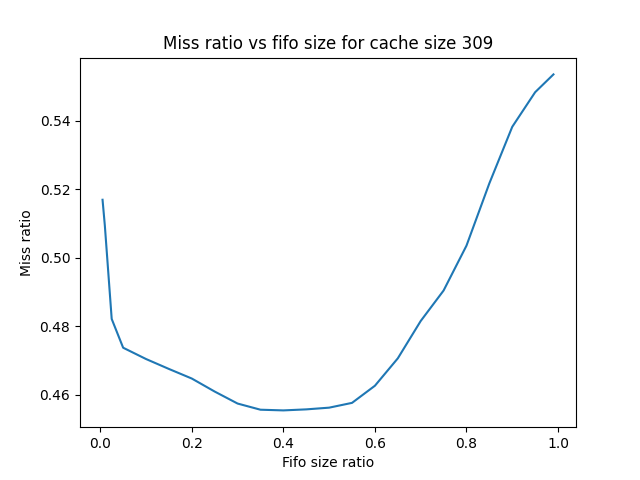 Miss ratio vs fifo size for cache size 309
Miss ratio
0.54
0.52
0.50
0.48
0.46
0.0 0.2 0.4 0.6 0.8 1.0
Fifo size ratio